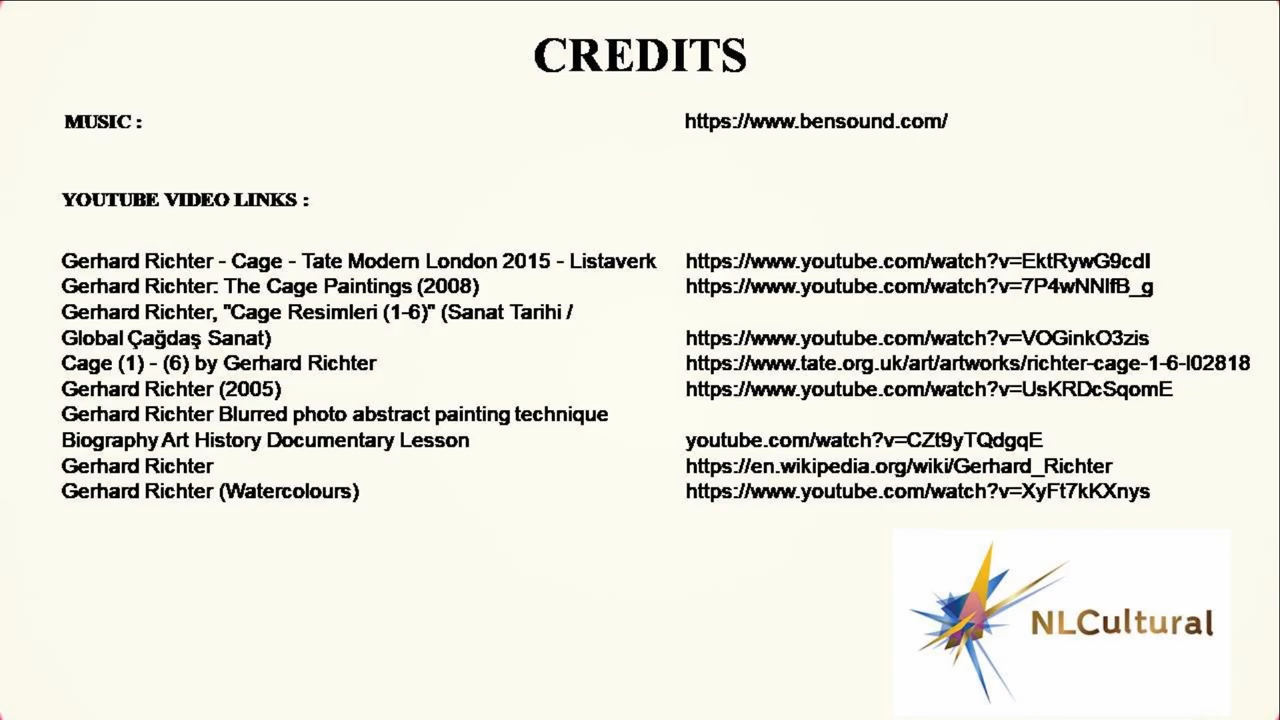 CREDITS
MUSIC : https://www.bensound.com/
YOUTUBE VIDEO LINKS :
Gerhard Richter - Cage - Tate Modern London 2015 - Listaverk https://www.youtube.com/watch?v=EktRywG9cdI
Gerhard Richter: The Cage Paintings (2008) https://www.youtube.com/watch?v=7P4wNNIfB_g
Gerhard Richter, "Cage Resimleri (1-6)" (Sanat Tarihi /
Global Çağdaş Sanat) https://www.youtube.com/watch?v=VOGinkO3zis
Cage (1) - (6) by Gerhard Richter https://www.tate.org.uk/art/artworks/richter-cage-1-6-l02818
Gerhard Richter (2005) https://www.youtube.com/watch?v=UsKRDcSqomE
Gerhard Richter Blurred photo abstract painting technique
Biography Art History Documentary Lesson youtube.com/watch?v=CZt9yTQdgqE
Gerhard Richter https://en.wikipedia.org/wiki/Gerhard_Richter
Gerhard Richter (Watercolours) https://www.youtube.com/watch?v=XyFt7kKXnys
NLCultural